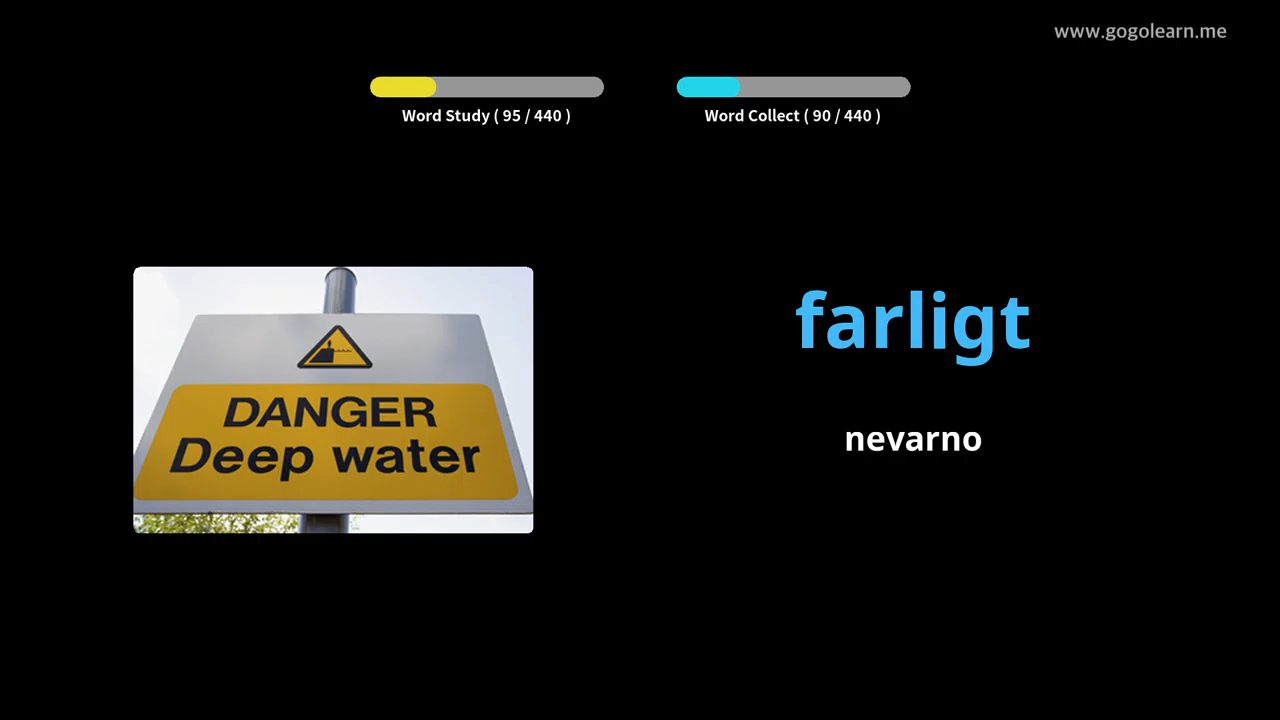 www.gogolearn.me
Word Study ( 95 / 440 )
Word Collect ( 90 / 440 )
DANGER
Deep water
farligt
nevarno